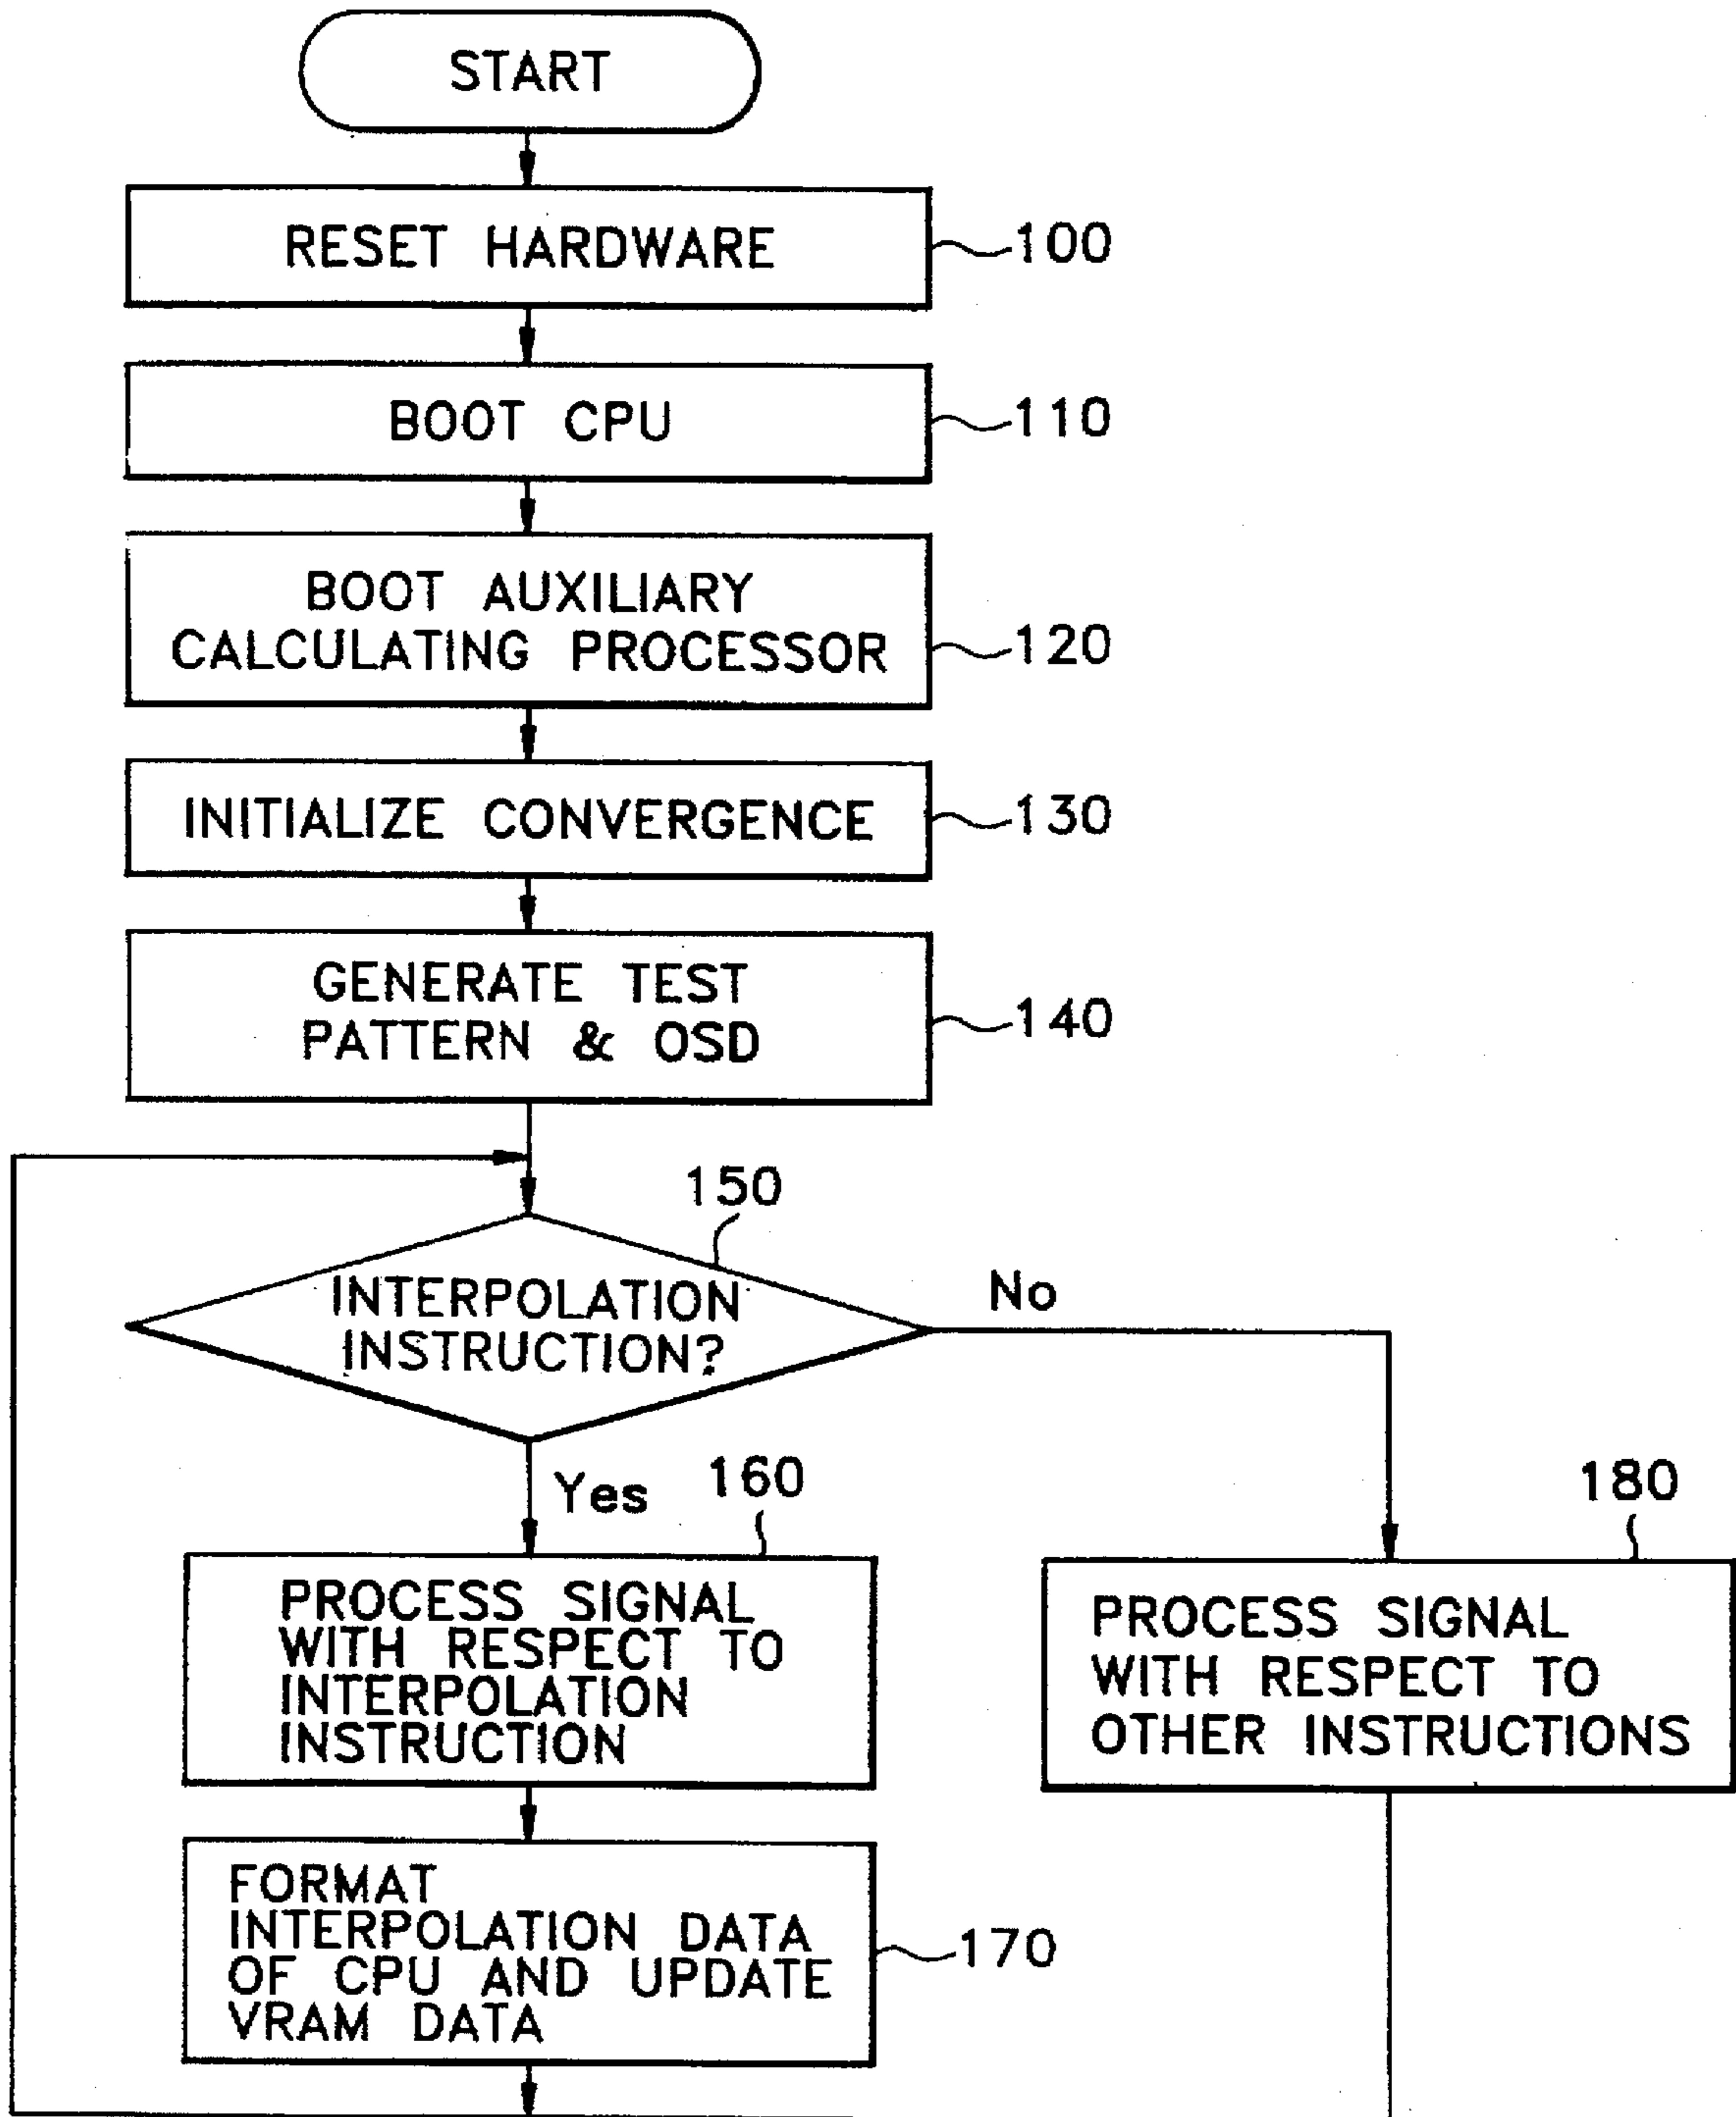 START
RESET HARDWARE
100
BOOT CPU
110
BOOT AUXILIARY
CALCULATING PROCESSOR
120
INITIALIZE CONVERGENCE
130
GENERATE TEST
PATTERN & OSD
140
150
INTERPOLATION
INSTRUCTION?
No
Yes
160
PROCESS SIGNAL
WITH RESPECT TO
INTERPOLATION
INSTRUCTION
180
PROCESS SIGNAL
WITH RESPECT TO
OTHER INSTRUCTIONS
FORMAT
INTERPOLATION DATA
OF CPU AND UPDATE
VRAM DATA
170